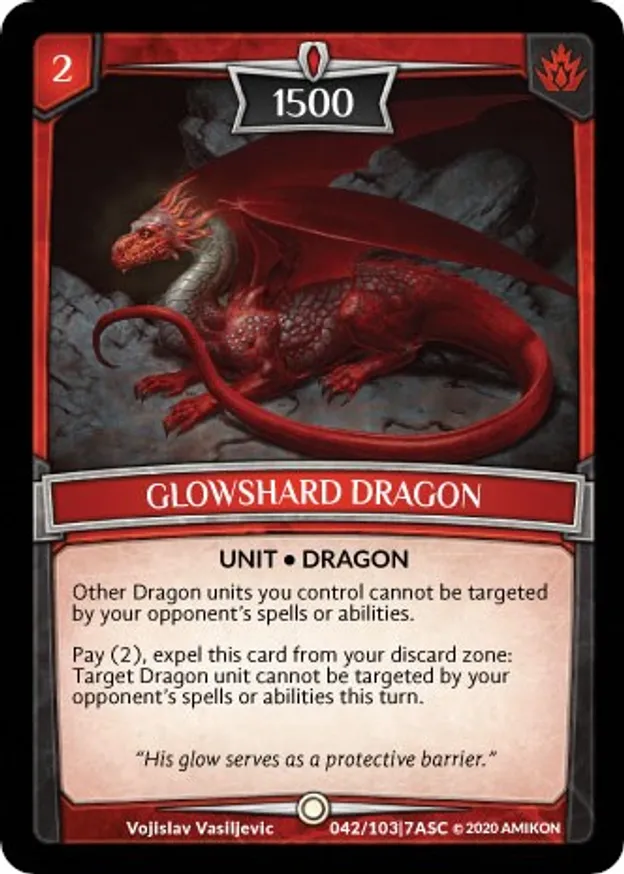 2
1500
GLOWSHARD DRAGON
UNIT • DRAGON
Other Dragon units you control cannot be targeted
by your opponent's spells or abilities.
Pay (2), expel this card from your discard zone:
Target Dragon unit cannot be targeted by your
opponent's spells or abilities this turn.
"His glow serves as a protective barrier."
Vojislav Vasiljevic 042/103|7ASC © 2020 AMIKON